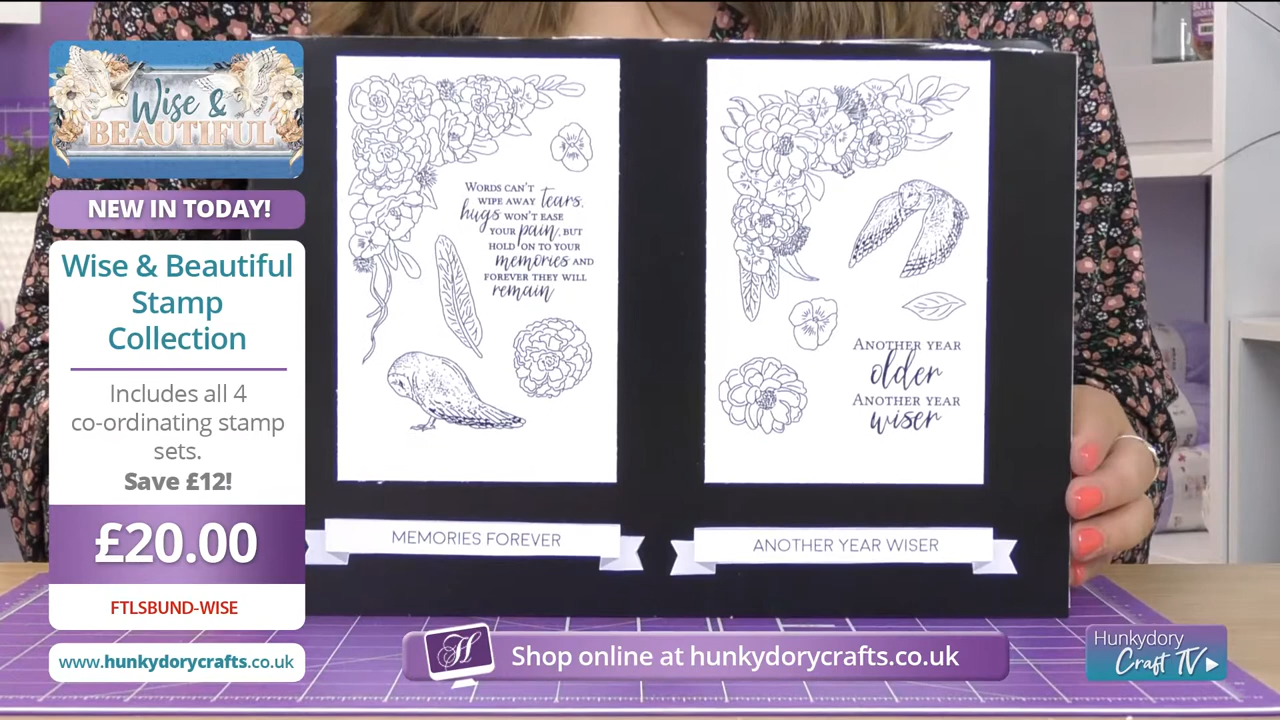 Wise &
BEAUTIFUL
NEW IN TODAY!
Wise & Beautiful
Stamp
Collection
Includes all 4
co-ordinating stamp
sets.
Save £12!
£20.00
FTLSBUND-WISE
www.hunkydorycrafts.co.uk
WORDS CAN'T
WIPE AWAY tears,
hugs WON'T EASE
YOUR pain, BUT
HOLD ON TO YOUR
memories AND
FOREVER THEY WILL
remain
MEMORIES FOREVER
ANOTHER YEAR
older
ANOTHER YEAR
wiser
ANOTHER YEAR WISER
H
Shop online at hunkydorycrafts.co.uk
Hunkydory
Craft TV